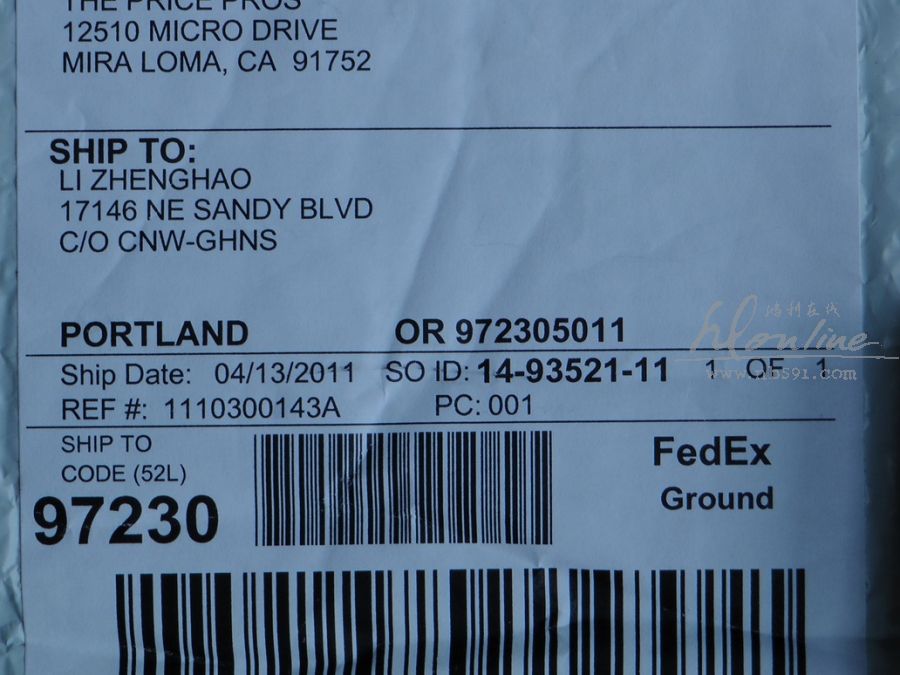 THE PRICE PROS
12510 MICRO DRIVE
MIRA LOMA, CA 91752
SHIP TO:
LI ZHENGHAO
17146 NE SANDY BLVD
C/O CNW-GHNS
PORTLAND OR 972305011
鸿利在线
hlonline
Ship Date: 04/13/2011 SO ID: 14-93521-11 1 OF 1
www.nb591.com
REF #: 1110300143A PC: 001
SHIP TO
CODE (52L)
97230
FedEx
Ground